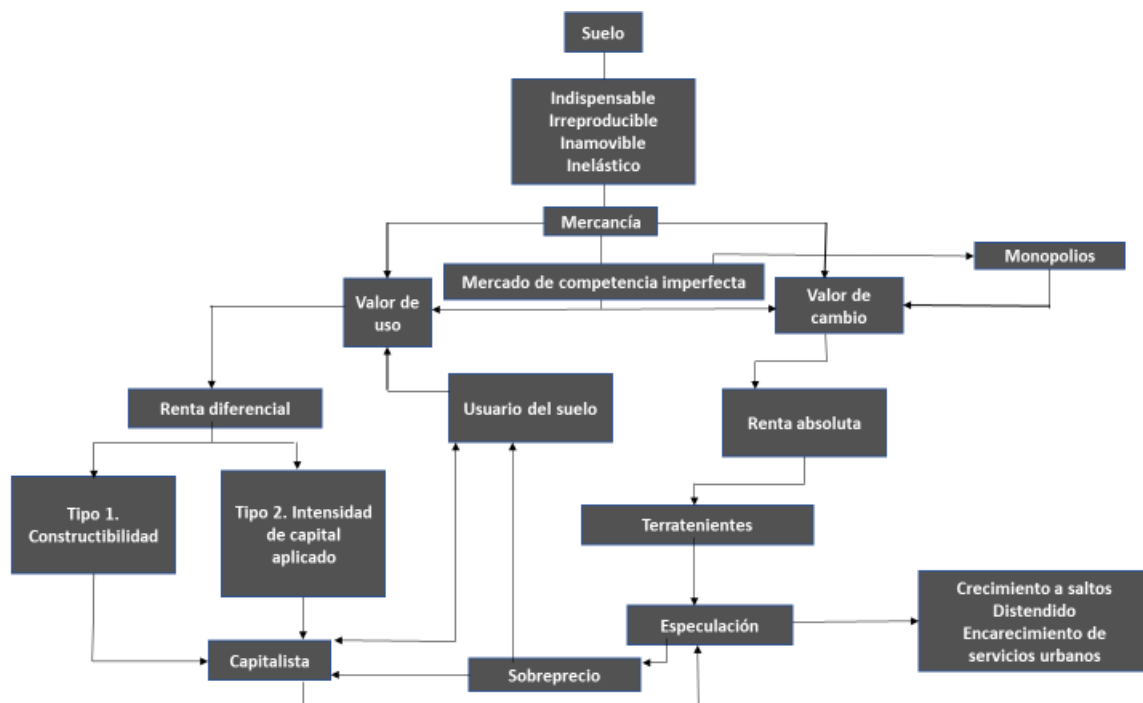 Suelo
Indispensable
Irreproducible
Inamovible
Inelástico
Mercancía
Mercado de competencia imperfecta
Monopolios
Valor de
uso
Valor de
cambio
Renta diferencial
Usuario del suelo
Renta absoluta
Tipo 1.
Constructibilidad
Tipo 2. Intensidad
de capital
aplicado
Terratenientes
Especulación
Crecimiento a saltos
Distendido
Encarecimiento de
servicios urbanos
Capitalista
Sobreprecio